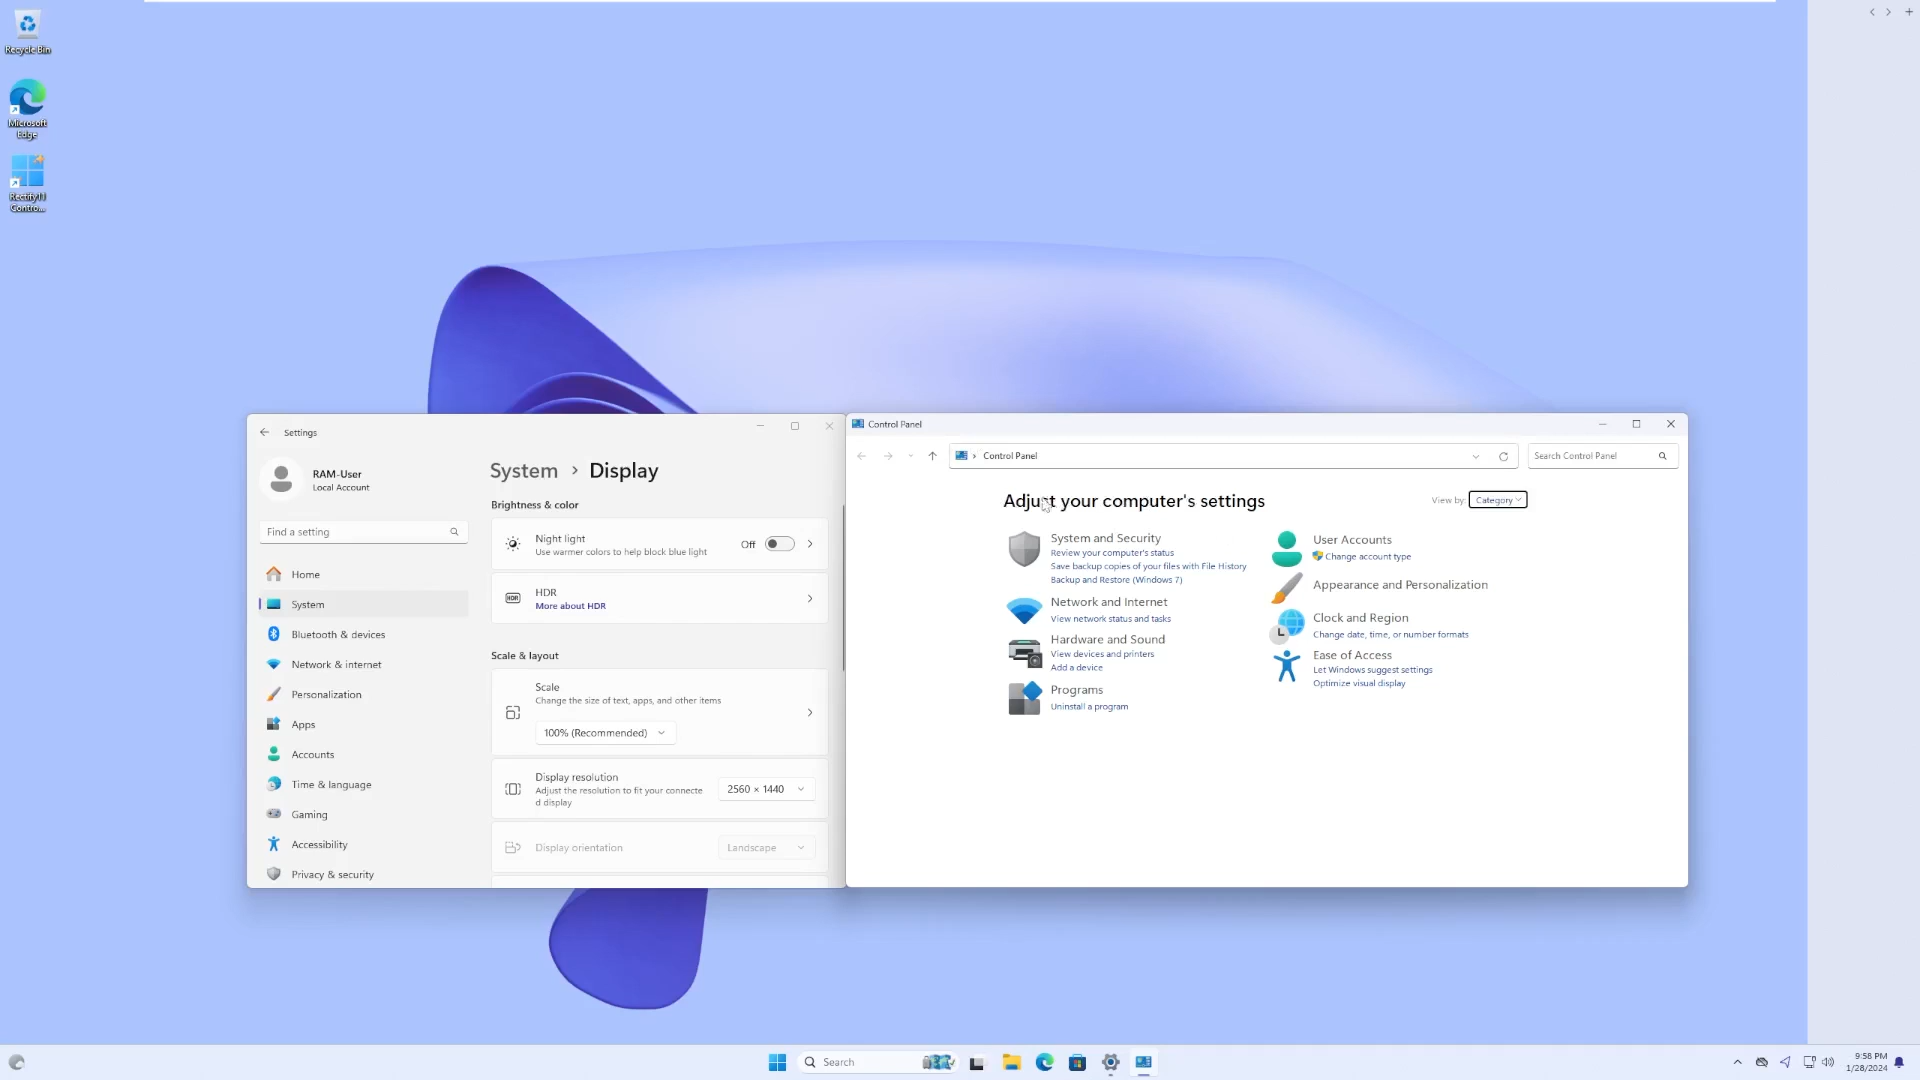 Recycle Bin
Microsoft
Edge
Rectify11
Contro...
Settings
RAM-User
Local Account
Find a setting
Home
System
Bluetooth & devices
Network & internet
Personalization
Apps
Accounts
Time & language
Gaming
Accessibility
Privacy & security
System › Display
Brightness & color
Night light
Use warmer colors to help block blue light
Off
HDR
HDR
More about HDR
Scale & layout
Scale
Change the size of text, apps, and other items
100% (Recommended)
Display resolution
Adjust the resolution to fit your connecte
d display
2560 × 1440
Display orientation
Landscape
Control Panel
Control Panel
Search Control Panel
Adjust your computer's settings
View by:
Category
System and Security
Review your computer's status
Save backup copies of your files with File History
Backup and Restore (Windows 7)
Network and Internet
View network status and tasks
Hardware and Sound
View devices and printers
Add a device
Programs
Uninstall a program
User Accounts
Change account type
Appearance and Personalization
Clock and Region
Change date, time, or number formats
Ease of Access
Let Windows suggest settings
Optimize visual display
Search
9:58 PM
1/28/2024